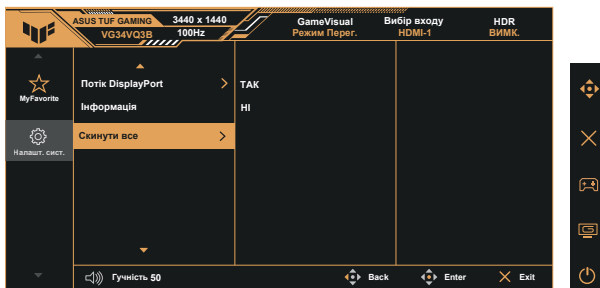 ASUS TUF GAMING 3440 x 1440 GameVisual Вибір входу HDR
VG34VQ3B 100Hz Режим Перег. HDMI-1 ВИМК.
MyFavorite
Потік DisplayPort ТАК
Інформація НІ
Скинути все
Налашт. сист.
Гучність 50 Back Enter Exit